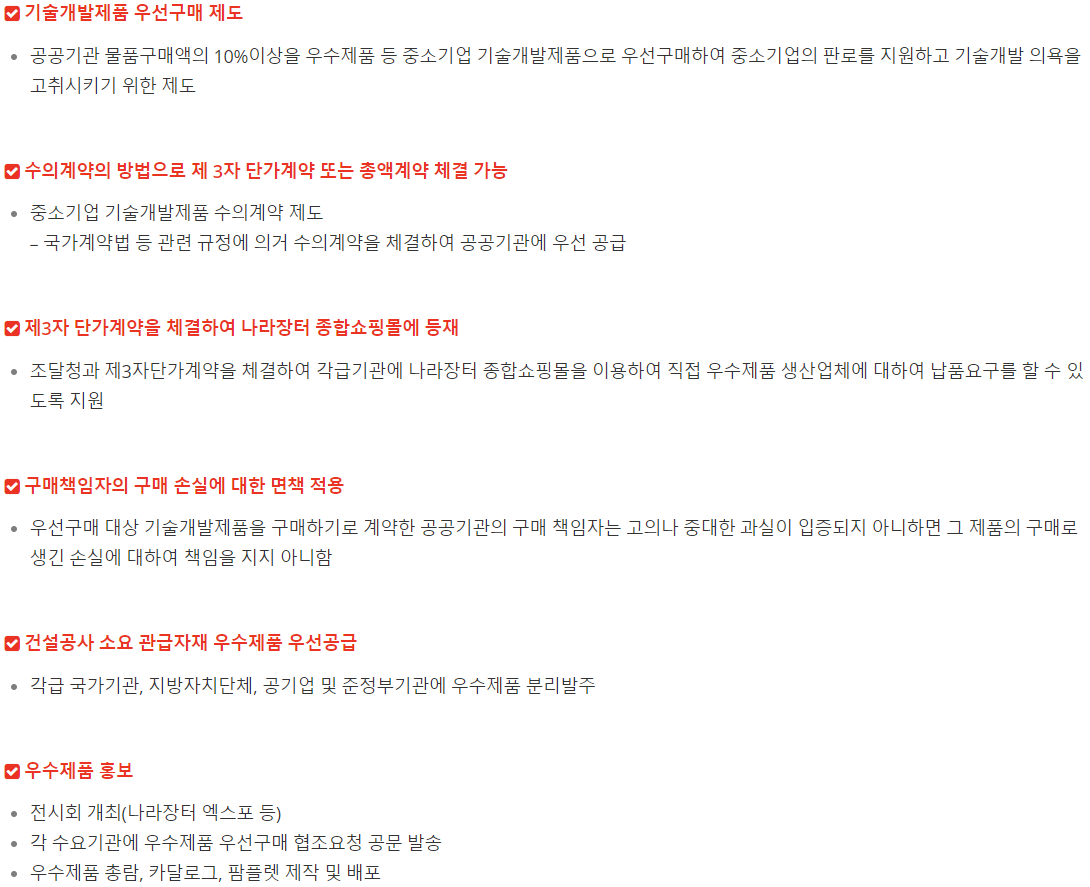 기술개발제품 우선구매 제도
공공기관 물품구매액의 10%이상을 우수제품 등 중소기업 기술개발제품으로 우선구매하여 중소기업의 판로를 지원하고 기술개발 의욕을
고취시키기 위한 제도
수의계약의 방법으로 제 3자 단가계약 또는 총액계약 체결 가능
중소기업 기술개발제품 수의계약 제도
– 국가계약법 등 관련 규정에 의거 수의계약을 체결하여 공공기관에 우선 공급
제3자 단가계약을 체결하여 나라장터 종합쇼핑몰에 등재
조달청과 제3자단가계약을 체결하여 각급기관에 나라장터 종합쇼핑몰을 이용하여 직접 우수제품 생산업체에 대하여 납품요구를 할 수 있
도록 지원
구매책임자의 구매 손실에 대한 면책 적용
우선구매 대상 기술개발제품을 구매하기로 계약한 공공기관의 구매 책임자는 고의나 중대한 과실이 입증되지 아니하면 그 제품의 구매로
생긴 손실에 대하여 책임을 지지 아니함
건설공사 소요 관급자재 우수제품 우선공급
각급 국가기관, 지방자치단체, 공기업 및 준정부기관에 우수제품 분리발주
우수제품 홍보
전시회 개최(나라장터 엑스포 등)
각 수요기관에 우수제품 우선구매 협조요청 공문 발송
우수제품 총람, 카달로그, 팜플렛 제작 및 배포